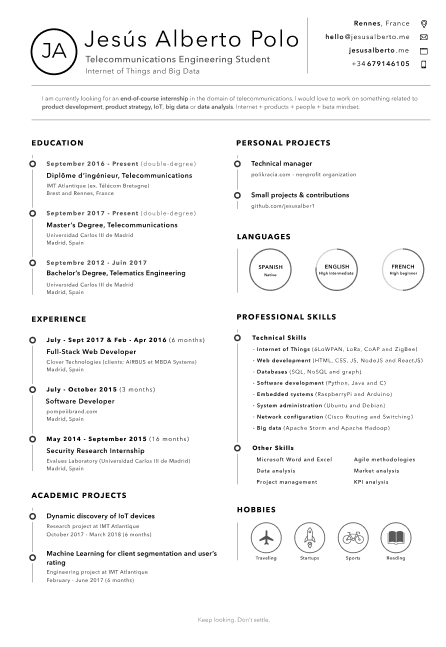 JA
Jesús Alberto Polo
Telecommunications Engineering Student
Internet of Things and Big Data
Rennes, France
hello@jesusalberto.me
jesusalberto.me
+34 679146105
I am currently looking for an end-of-course internship in the domain of telecommunications. I would love to work on something related to
product development, product strategy, IoT, big data or data analysis. Internet + products + people + beta mindset.
EDUCATION
September 2016 - Present (double-degree)
Diplôme d'ingénieur, Telecommunications
IMT Atlantique (ex. Télécom Bretagne)
Brest and Rennes, France
September 2017 - Present (double-degree)
Master's Degree, Telecommunications
Universidad Carlos III de Madrid
Madrid, Spain
Septembre 2012 - Juin 2017
Bachelor's Degree, Telematics Engineering
Universidad Carlos III de Madrid
Madrid, Spain
EXPERIENCE
July - Sept 2017 & Feb - Apr 2016 (6 months)
Full-Stack Web Developer
Clover Technologies (clients: AIRBUS et MBDA Systems)
Madrid, Spain
July - October 2015 (3 months)
Software Developer
pompeiibrand.com
Madrid, Spain
May 2014 - September 2015 (16 months)
Security Research Internship
Evalues Laboratory (Universidad Carlos III de Madrid)
Madrid, Spain
ACADEMIC PROJECTS
Dynamic discovery of IoT devices
Research project at IMT Atlantique
October 2017 - March 2018 (6 months)
Machine Learning for client segmentation and user's
rating
Engineering project at IMT Atlantique
February - June 2017 (6 months)
PERSONAL PROJECTS
Technical manager
polikracia.com - nonprofit organization
Small projects & contributions
github.com/jesusalber1
LANGUAGES
SPANISH
Native
ENGLISH
High intermediate
FRENCH
High beginner
PROFESSIONAL SKILLS
Technical Skills
- Internet of Things (6LoWPAN, LoRa, CoAP and ZigBee)
- Web development (HTML, CSS, JS, NodeJS and ReactJS)
- Databases (SQL, NoSQL and graph)
- Software development (Python, Java and C)
- Embedded systems (RaspberryPi and Arduino)
- System administration (Ubuntu and Debian)
- Network configuration (Cisco Routing and Switching)
- Big data (Apache Storm and Apache Hadoop)
Other Skills
Microsoft Word and Excel Agile methodologies
Data analysis Market analysis
Project management KPI analysis
HOBBIES
Traveling Startups Sports Reading
Keep looking. Don't settle.